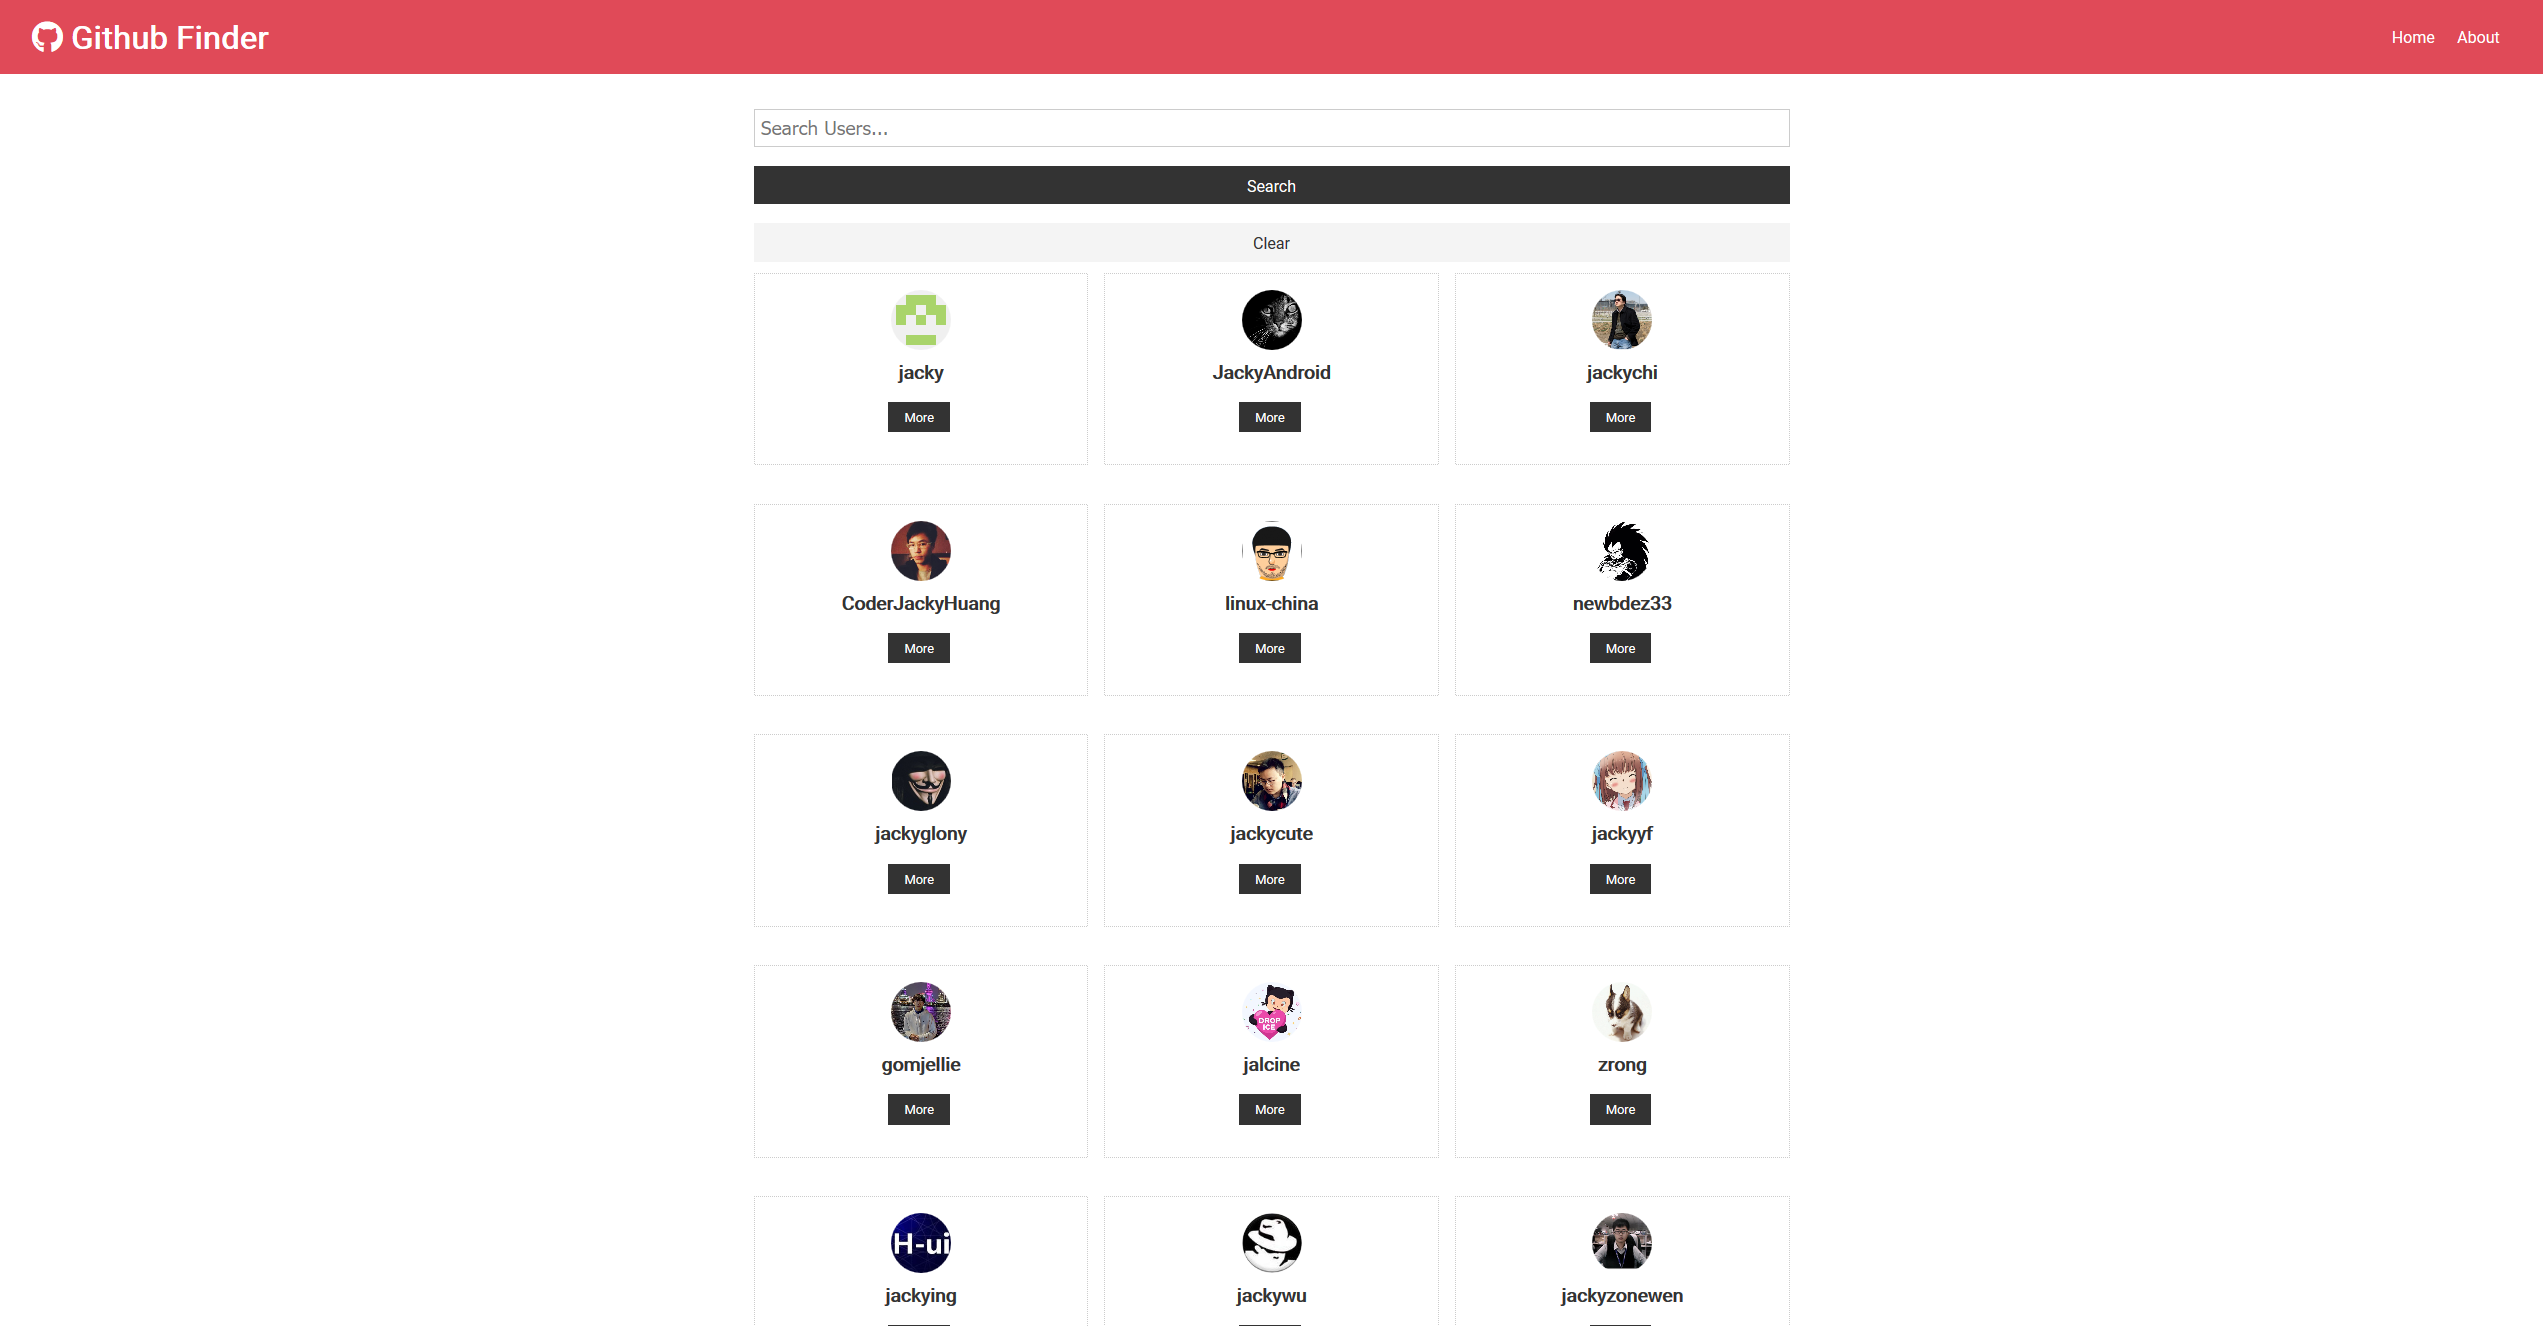 Github Finder
Home About
Search Users...
Search
Clear
jacky JackyAndroid jackychi
More More More
CoderJackyHuang linux-china newbdez33
More More More
jackyglony jackycute jackyyf
More More More
DROP
ICE
gomjellie jalcine zrong
More More More
H-ui
jackying jackywu jackyzonewen